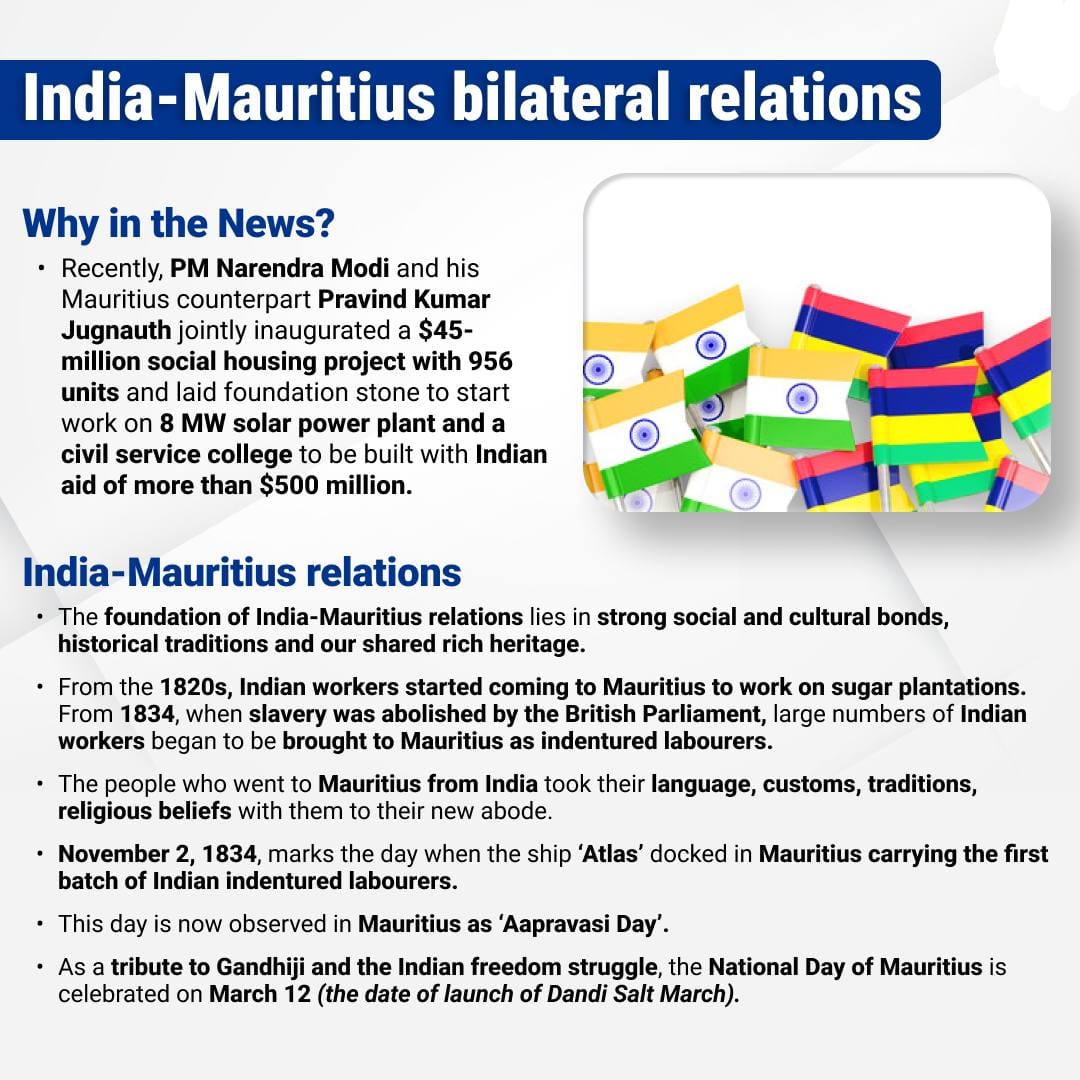 India-Mauritius bilateral relations
Why in the News?
• Recently, PM Narendra Modi and his
Mauritius counterpart Pravind Kumar
Jugnauth jointly inaugurated a $45-
million social housing project with 956
units and laid foundation stone to start
work on 8 MW solar power plant and a
civil service college to be built with Indian
aid of more than $500 million.
India-Mauritius relations
• The foundation of India-Mauritius relations lies in strong social and cultural bonds,
historical traditions and our shared rich heritage.
• From the 1820s, Indian workers started coming to Mauritius to work on sugar plantations.
From 1834, when slavery was abolished by the British Parliament, large numbers of Indian
workers began to be brought to Mauritius as indentured labourers.
• The people who went to Mauritius from India took their language, customs, traditions,
religious beliefs with them to their new abode.
• November 2, 1834, marks the day when the ship ‘Atlas’ docked in Mauritius carrying the first
batch of Indian indentured labourers.
• This day is now observed in Mauritius as ‘Aapravasi Day’.
• As a tribute to Gandhiji and the Indian freedom struggle, the National Day of Mauritius is
celebrated on March 12 (the date of launch of Dandi Salt March).